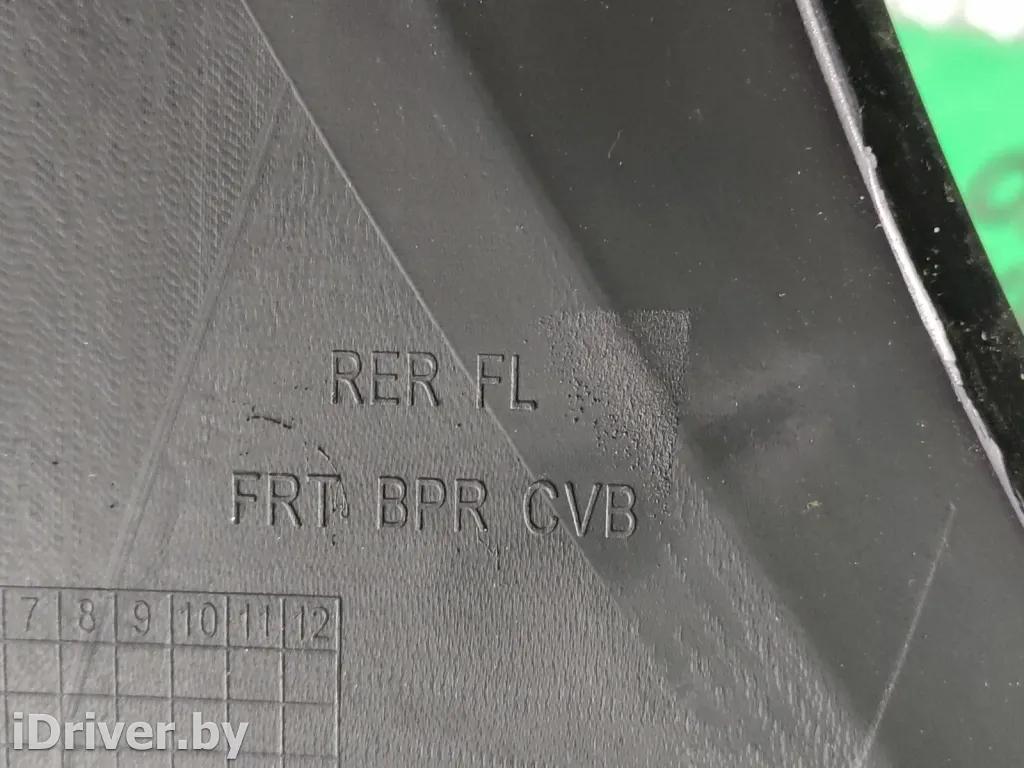 RER FL
FRT BPR CVB
7 8 9 10 11 12
iDriver.by